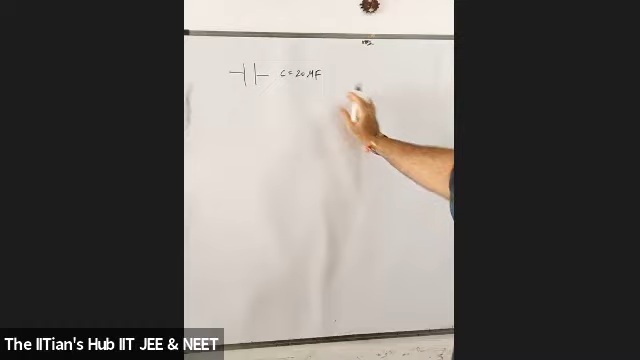 C = 20 μF
The IITian's Hub IIT JEE & NEET